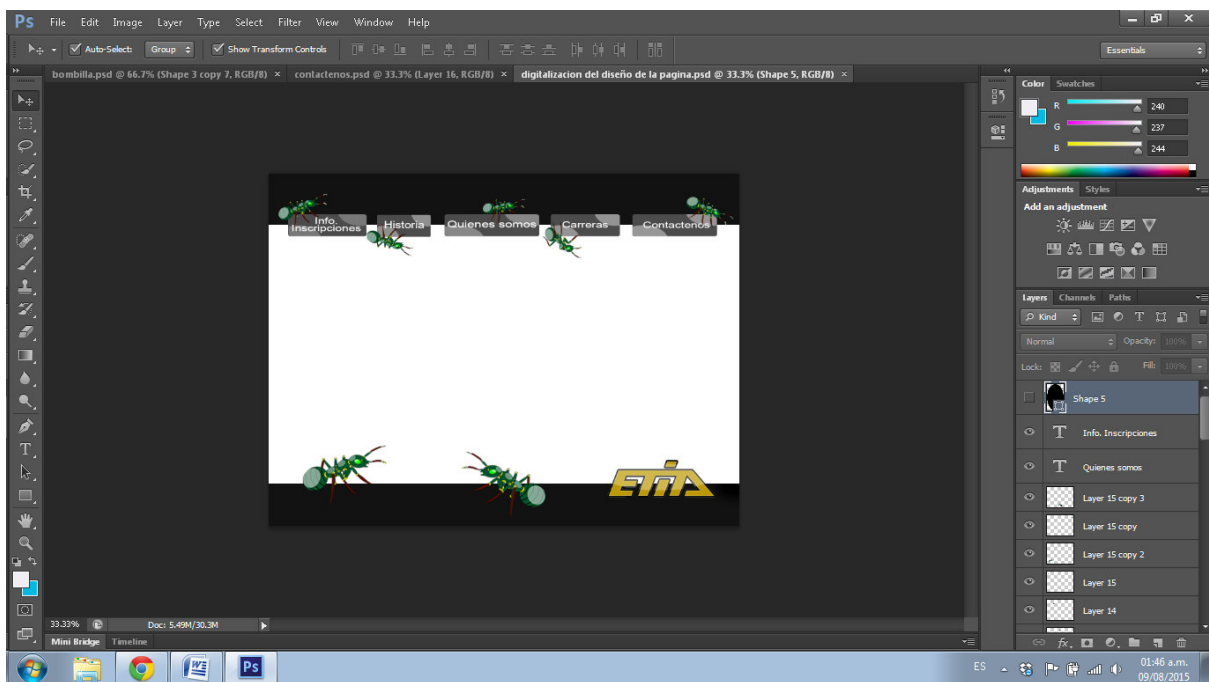 Ps File Edit Image Layer Type Select Filter View Window Help
Auto-Select: Group Show Transform Controls Essentials
bombilla.psd @ 66.7% (Shape 3 copy 7, RGB/8) × contactenos.psd @ 33.3% (Layer 16, RGB/8) × digitalizacion del diseño de la pagina.psd @ 33.3% (Shape 5, RGB/8) ×
Color Swatches
R 240
G 237
B 244
Adjustments Styles
Add an adjustment
Info. Inscripciones
Historia
Quienes somos
Carreras
Contactenos
ETITA
Layers Channels Paths
Kind
Normal Opacity: 100%
Lock: Fill: 100%
Shape 5
Info. Inscripciones
Quienes somos
Layer 15 copy 3
Layer 15 copy
Layer 15 copy 2
Layer 15
Layer 14
33.33% Doc: 5.49M/30.3M
Mini Bridge Timeline
Ps
ES 01:46 a.m.
09/08/2015